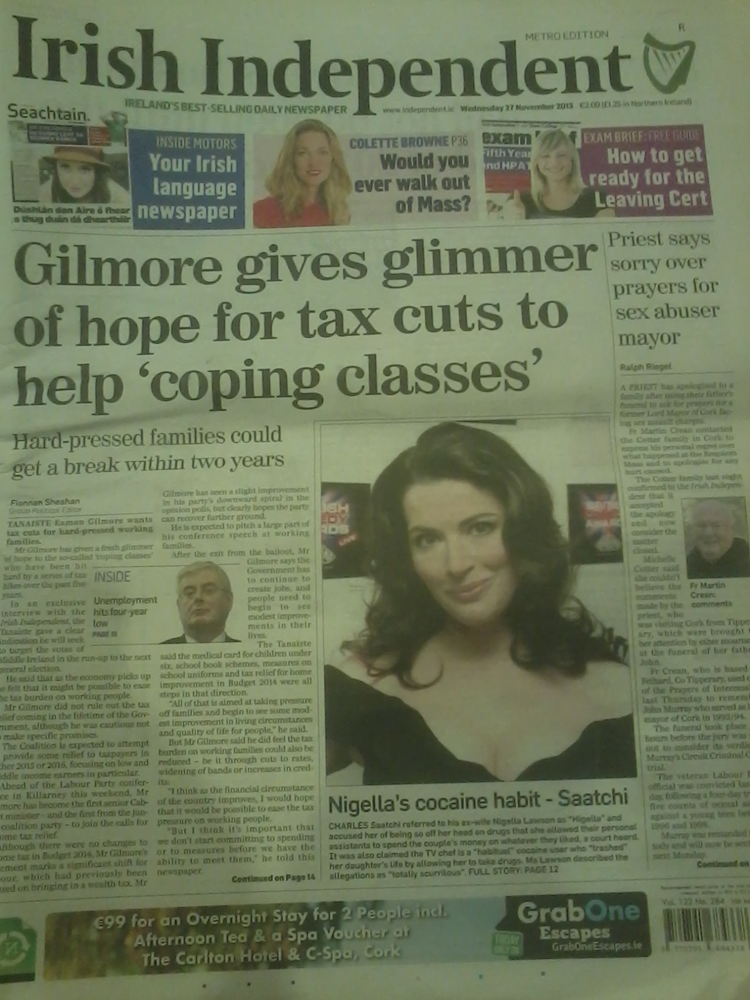 METRO EDITION
R
Irish Independent
IRELAND'S BEST-SELLING DAILY NEWSPAPER
www.independent.ie Wednesday 27 November 2013 €2.00 (£1.25 in Northern Ireland)
Seachtain.
Dúshlán don Aire ó fhear
a thug duán dá dheartháir
INSIDE MOTORS
Your Irish
language
newspaper
COLETTE BROWNE P36
Would you
ever walk out
of Mass?
exam
Fifth Year
nd HPAT
EXAM BRIEF: FREE GUIDE
How to get
ready for the
Leaving Cert
Gilmore gives glimmer
of hope for tax cuts to
help ‘coping classes’
Hard-pressed families could
get a break within two years
Fionnan Sheahan
Group Political Editor
TANAISTE Eamon Gilmore wants
tax cuts for hard-pressed working
families.
Mr Gilmore has given a fresh glimmer
of hope to the so-called ‘coping classes’
who have been hit
hard by a series of tax
hikes over the past five
years.
In an exclusive
interview with the
Irish Independent, the
Tanaiste gave a clear
indication he will seek
to target the votes of
Middle Ireland in the run-up to the next
general election.
He said that as the economy picks up
he felt that it might be possible to ease
the tax burden on working people.
Mr Gilmore did not rule out the tax
relief coming in the lifetime of the Gov-
ernment, although he was cautious not
make specific promises.
The Coalition is expected to attempt
provide some relief to taxpayers in
her 2015 or 2016, focusing on low and
iddle income earners in particular.
Ahead of the Labour Party confer-
ce in Killarney this weekend, Mr
more has become the first senior Cab-
t minister – and the first from the jun-
coalition party – to join the calls for
ome tax relief.
lthough there were no changes to
ome tax in Budget 2014, Mr Gilmore's
ement marks a significant shift for
our, which had previously been
sed on bringing in a wealth tax. Mr
INSIDE
Unemployment
hits four-year
low
PAGE
Gilmore has seen a slight improvement
in his party's downward spiral in the
opinion polls, but clearly hopes the party
can recover further ground.
He is expected to pitch a large part of
his conference speech at working
families.
After the exit from the bailout, Mr
Gilmore says the
Government has
to continue to
create jobs, and
people need to
begin to see
modest improve-
ments in their
lives.
The Tanaiste
said the medical card for children under
six, school book schemes, measures on
school uniforms and tax relief for home
improvement in Budget 2014 were all
steps in that direction.
“All of that is aimed at taking pressure
off families and begin to see some mod-
est improvement in living circumstances
and quality of life for people,” he said.
But Mr Gilmore said he did feel the tax
burden on working families could also be
reduced – be it through cuts to rates,
widening of bands or increases in cred-
its.
“I think as the financial circumstance
of the country improves, I would hope
that it would be possible to ease the tax
pressure on working people.
“But I think it's important that
we don't start committing to spending
or to measures before we have the
ability to meet them,” he told this
newspaper.
Continued on Page 14
Nigella's cocaine habit - Saatchi
CHARLES Saatchi referred to his ex-wife Nigella Lawson as “Higella” and
accused her of being so off her head on drugs that she allowed their personal
assistants to spend the couple's money on whatever they liked, a court heard.
It was also claimed the TV chef is a “habitual” cocaine user who “trashed”
her daughter's life by allowing her to take drugs. Ms Lawson described the
allegations as “totally scurrilous”. FULL STORY: PAGE 12
Priest says
sorry over
prayers for
sex abuser
mayor
Ralph Riegel
A PRIEST has apologised to a
family after using their father's
funeral to ask for prayers for a
former Lord Mayor of Cork fac-
ing sex assault charges.
Fr Martin Crean contacted
the Cotter family in Cork to
express his personal regret over
what happened at the Requiem
Mass and to apologise for any
hurt caused.
The Cotter family last night
confirmed to the Irish Indepen-
dent that it
accepted
the apology
and now
consider the
matter
closed.
Michelle
Cotter said
she couldn't
believe the
comments
made by the
priest, who
was visiting Cork from Tipper
ary, which were brought
her attention by other mourne
at the funeral of her fathe
John.
Fr Martin
Crean:
comments
Fr Crean, who is based
Fethard, Co Tipperary, used
of the Prayers of Intercess
last Thursday to rememb
John Murray who served as
mayor of Cork in 1993/94.
The funeral took place
hours before the jury was
out to consider its verdi
Murray's Circuit Criminal C
trial.
The veteran Labour
official was convicted las
day, following a four-day tr
five counts of sexual as
against a young teen bet
1996 and 1998.
Murray was remanded
tody and will now be sent
next Monday.
Continued on
€99 for an Overnight Stay for 2 People incl.
Afternoon Tea & a Spa Voucher at
The Carlton Hotel & C-Spa, Cork
TODAY
ONLY ON
GrabOne
Escapes
GrabOneEscapes.ie
Vol. 122 No. 284